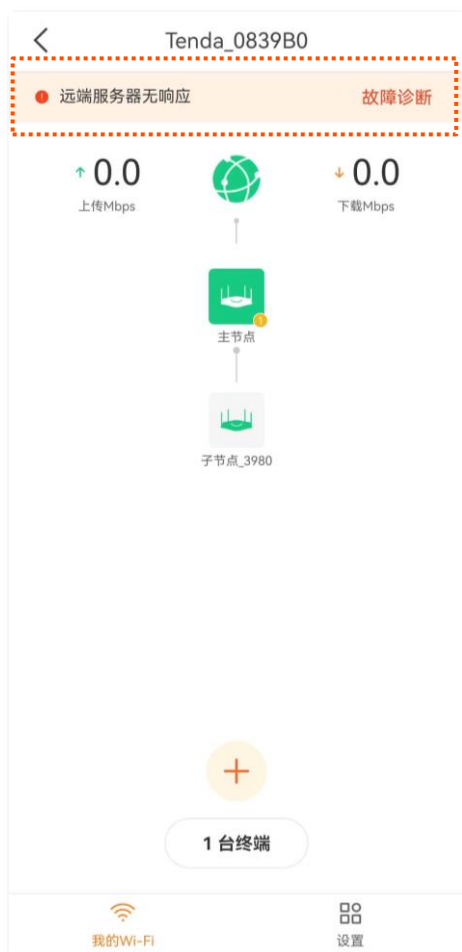 Tenda_0839B0
远端服务器无响应 故障诊断
0.0 0.0
上传Mbps 下载Mbps
1
主节点
子节点_3980
1 台终端
我的Wi-Fi 设置